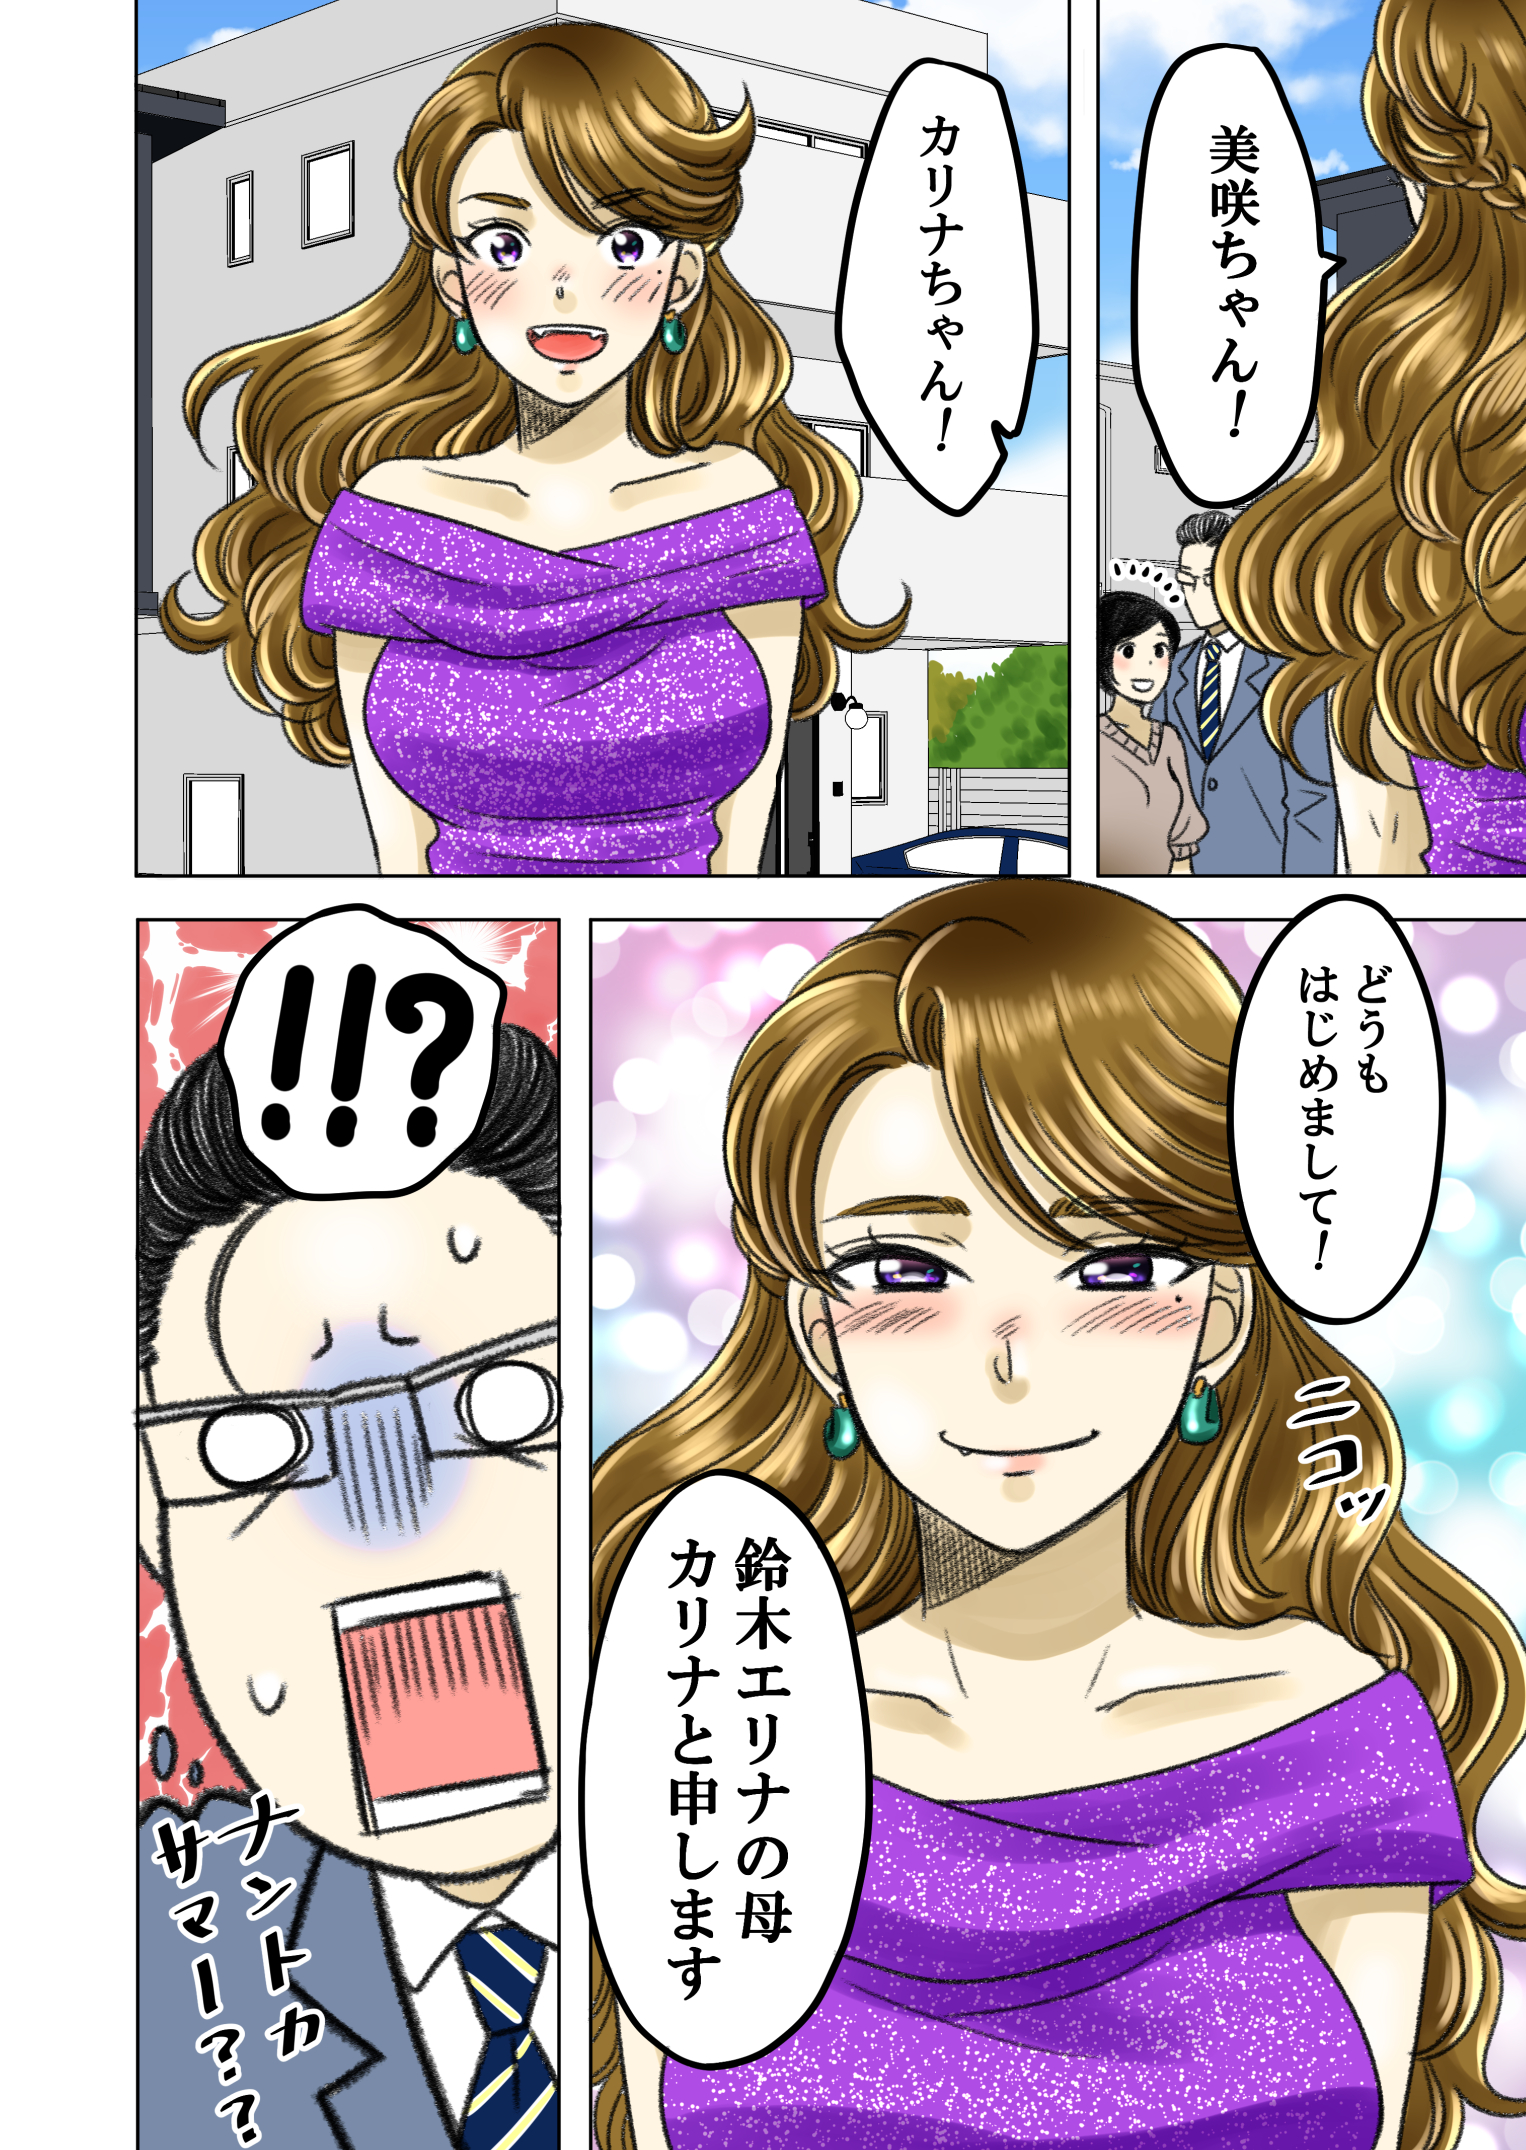 美咲ちゃん！
カリナちゃん！
どうも
はじめまして！
ニコッ
鈴木エリナの母
カリナと申します
！！？
ナントカ
サマー？？